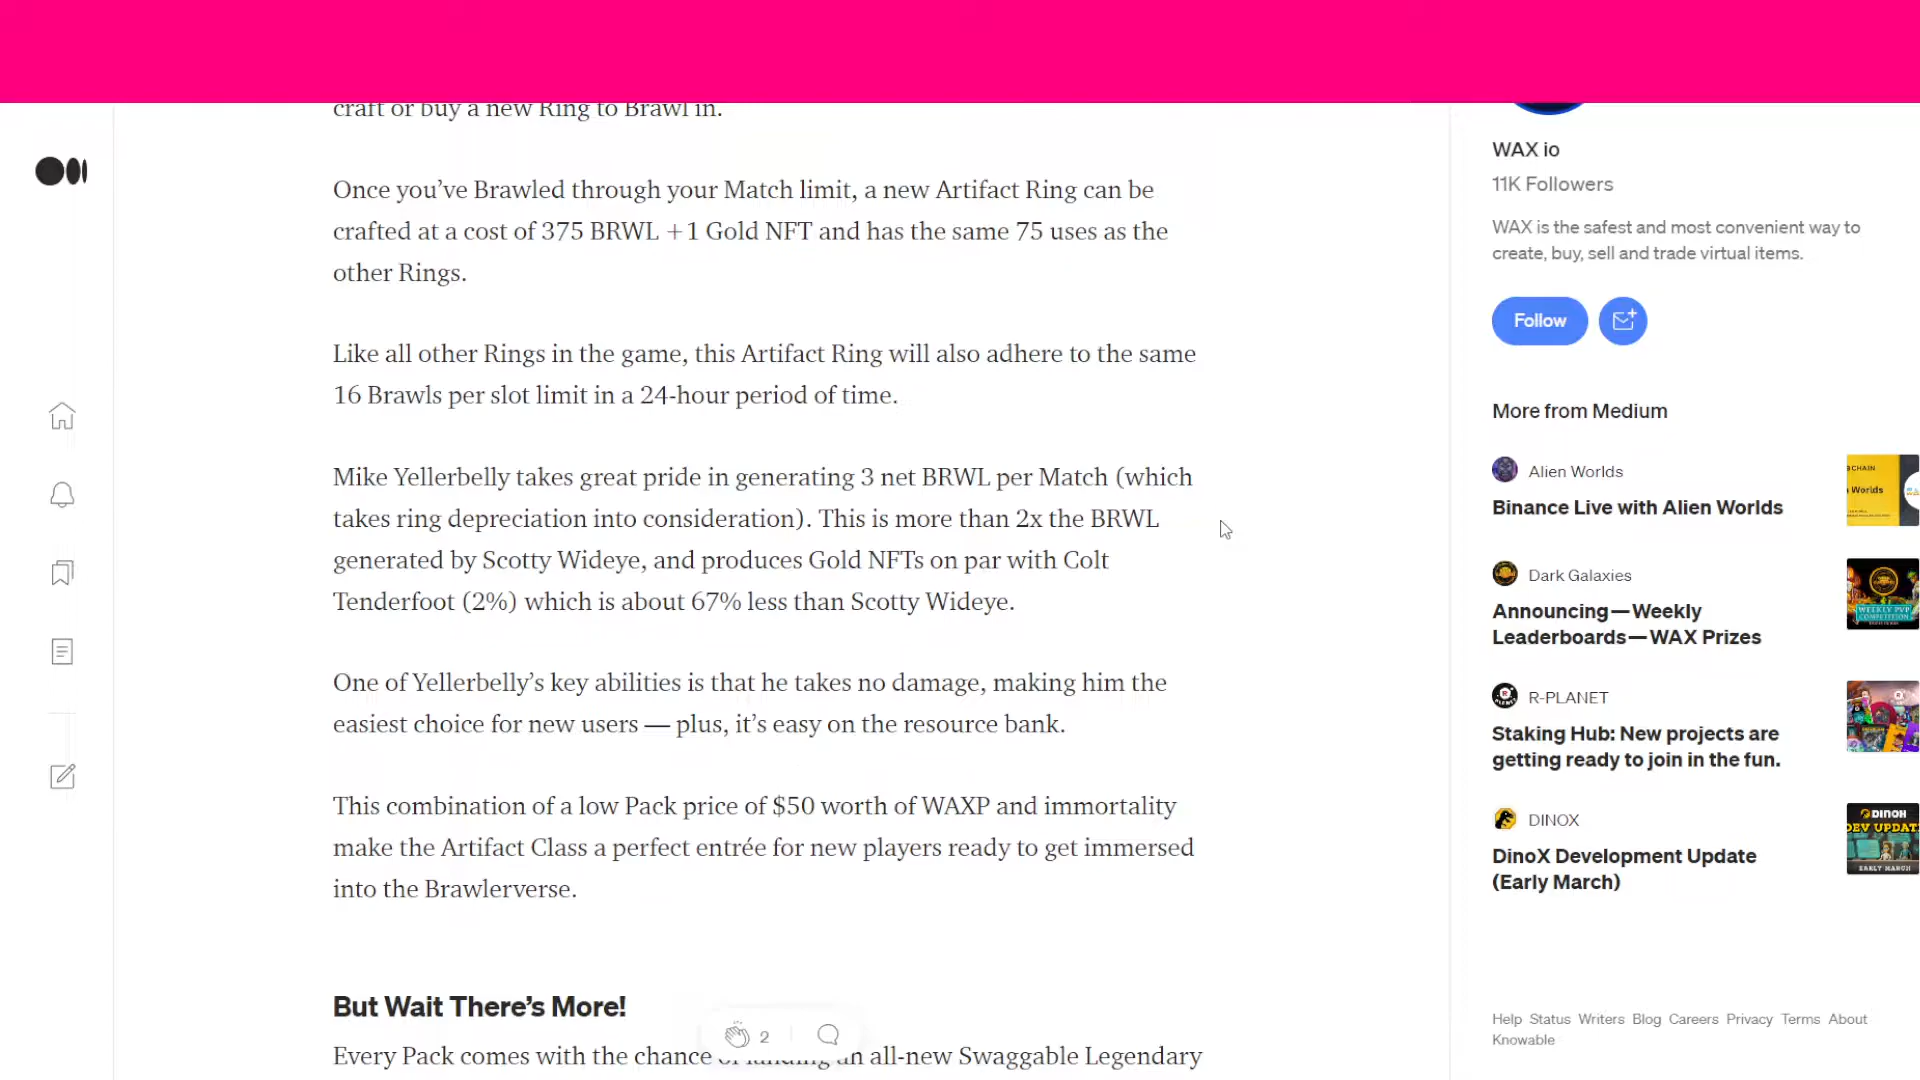 craft or buy a new Ring to Brawl in.
Once you’ve Brawled through your Match limit, a new Artifact Ring can be
crafted at a cost of 375 BRWL +1 Gold NFT and has the same 75 uses as the
other Rings.
Like all other Rings in the game, this Artifact Ring will also adhere to the same
16 Brawls per slot limit in a 24-hour period of time.
Mike Yellerbelly takes great pride in generating 3 net BRWL per Match (which
takes ring depreciation into consideration). This is more than 2x the BRWL
generated by Scotty Wideye, and produces Gold NFTs on par with Colt
Tenderfoot (2%) which is about 67% less than Scotty Wideye.
One of Yellerbelly’s key abilities is that he takes no damage, making him the
easiest choice for new users — plus, it’s easy on the resource bank.
This combination of a low Pack price of $50 worth of WAXP and immortality
make the Artifact Class a perfect entrée for new players ready to get immersed
into the Brawlerverse.
But Wait There’s More!
2
Every Pack comes with the chance of landing an all-new Swaggable Legendary
WAX io
11K Followers
WAX is the safest and most convenient way to
create, buy, sell and trade virtual items.
Follow
More from Medium
Alien Worlds
Binance Live with Alien Worlds
Worlds
Dark Galaxies
Announcing — Weekly
Leaderboards — WAX Prizes
WEEKLY PVP
COMPETITION
R-PLANET
Staking Hub: New projects are
getting ready to join in the fun.
DINOX
DinoX Development Update
(Early March)
DINOX
DEV UPDAT
EARLY MARCH
Help Status Writers Blog Careers Privacy Terms About
Knowable